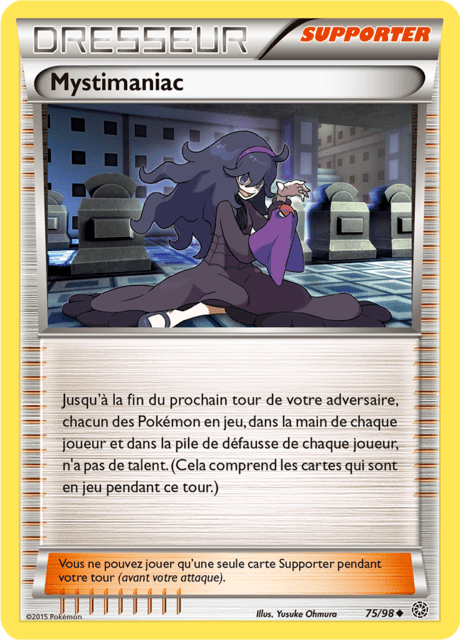 DRESSEUR
SUPPORTER
Mystimaniac
Jusqu'à la fin du prochain tour de votre adversaire,
chacun des Pokémon en jeu, dans la main de chaque
joueur et dans la pile de défausse de chaque joueur,
n'a pas de talent. (Cela comprend les cartes qui sont
en jeu pendant ce tour.)
Vous ne pouvez jouer qu'une seule carte Supporter pendant
votre tour (avant votre attaque).
©2015 Pokémon
Illus. Yusuke Ohmura
75/98